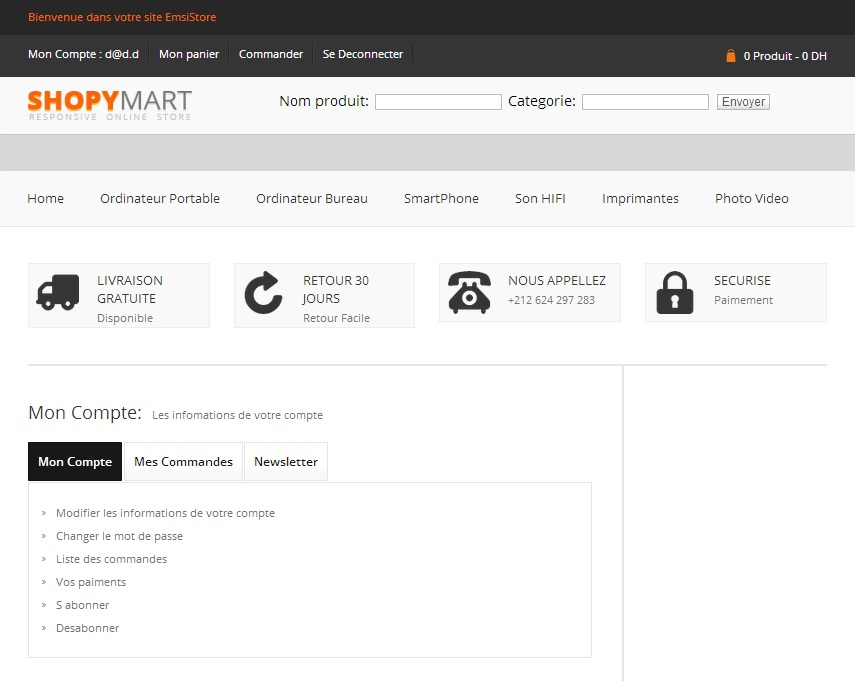 Bienvenue dans votre site EmsiStore
Mon Compte : d@d.d Mon panier Commander Se Deconnecter 0 Produit - 0 DH
SHOPYMART
RESPONSIVE ONLINE STORE
Nom produit: Categorie: Envoyer
Home Ordinateur Portable Ordinateur Bureau SmartPhone Son HIFI Imprimantes Photo Video
LIVRAISON
GRATUITE
Disponible
RETOUR 30
JOURS
Retour Facile
NOUS APPELLEZ
+212 624 297 283
SECURISE
Paimement
Mon Compte: Les infomations de votre compte
Mon Compte Mes Commandes Newsletter
» Modifier les informations de votre compte
» Changer le mot de passe
» Liste des commandes
» Vos paiments
» S abonner
» Desabonner